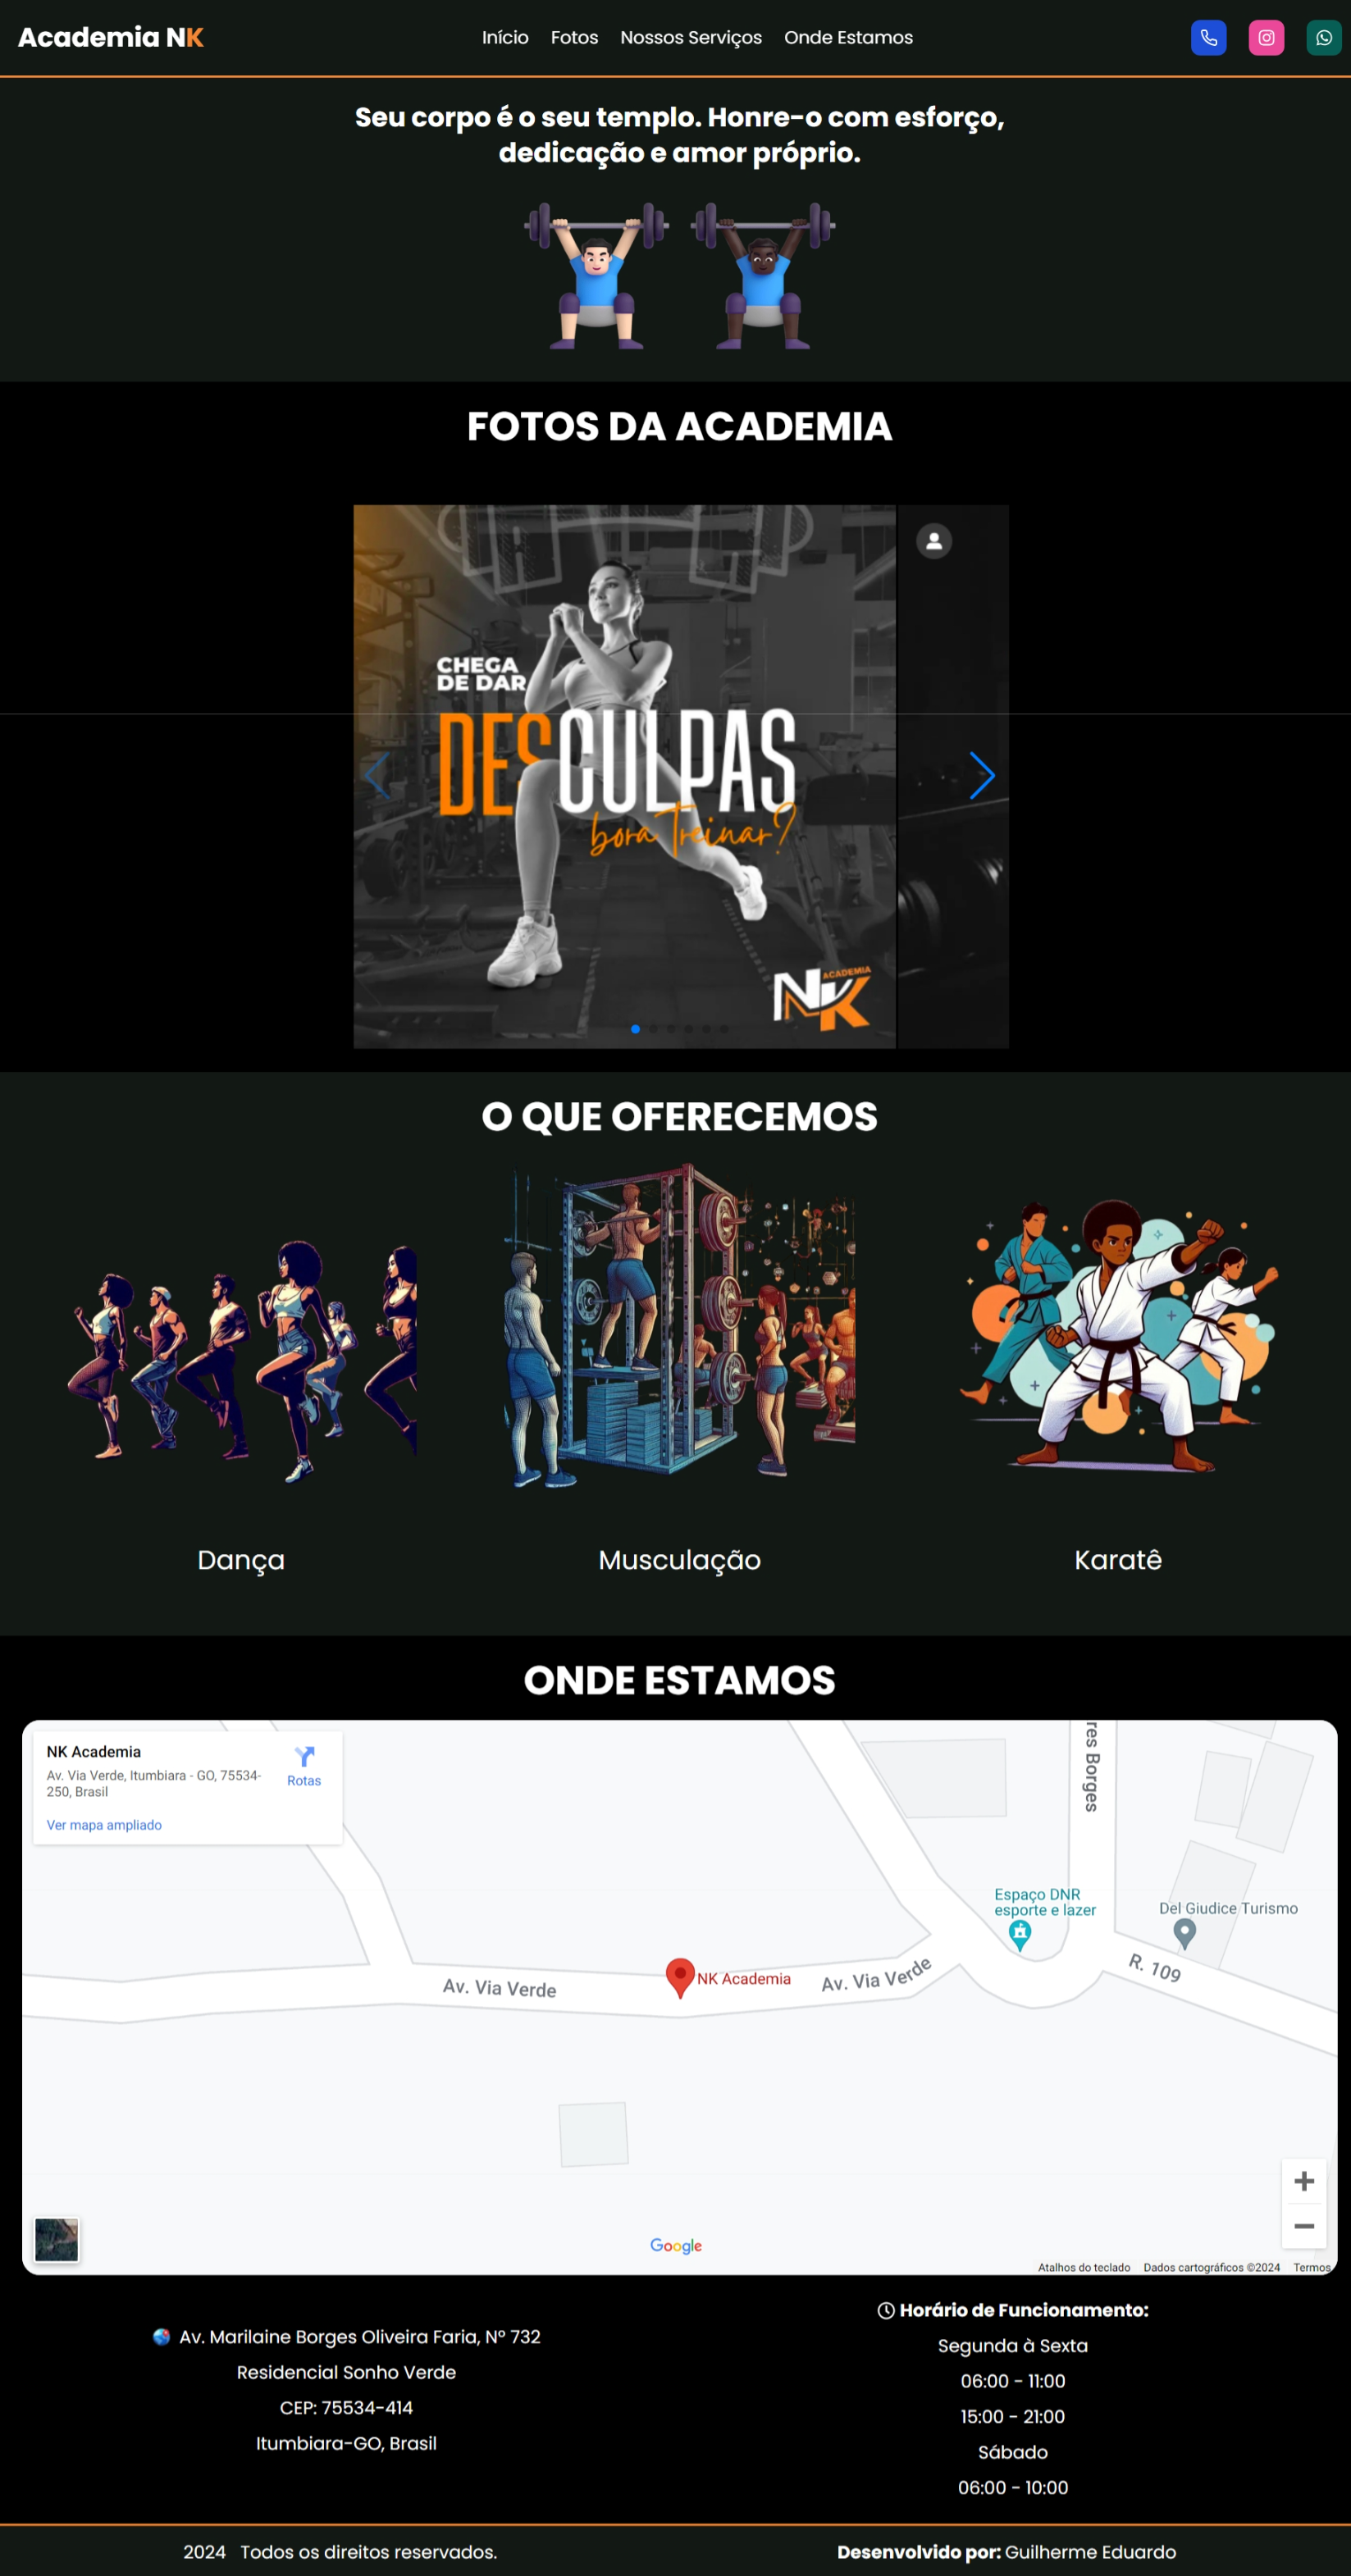 Academia NK
Início
Fotos
Nossos Serviços
Onde Estamos
Seu corpo é o seu templo. Honre-o com esforço,
dedicação e amor próprio.
FOTOS DA ACADEMIA
CHEGA
DE DAR
DESCULPAS
bora treinar?
ACADEMIA
NK
O QUE OFERECEMOS
Dança
Musculação
Karatê
ONDE ESTAMOS
NK Academia
Av. Via Verde, Itumbiara - GO, 75534-
250, Brasil
Rotas
Ver mapa ampliado
res Borges
Espaço DNR
esporte e lazer
Del Giudice Turismo
R. 109
Av. Via Verde
NK Academia
Av. Via Verde
Google
Atalhos do teclado
Dados cartográficos ©2024
Termos
Av. Marilaine Borges Oliveira Faria, Nº 732
Residencial Sonho Verde
CEP: 75534-414
Itumbiara-GO, Brasil
Horário de Funcionamento:
Segunda à Sexta
06:00 - 11:00
15:00 - 21:00
Sábado
06:00 - 10:00
2024 Todos os direitos reservados.
Desenvolvido por: Guilherme Eduardo